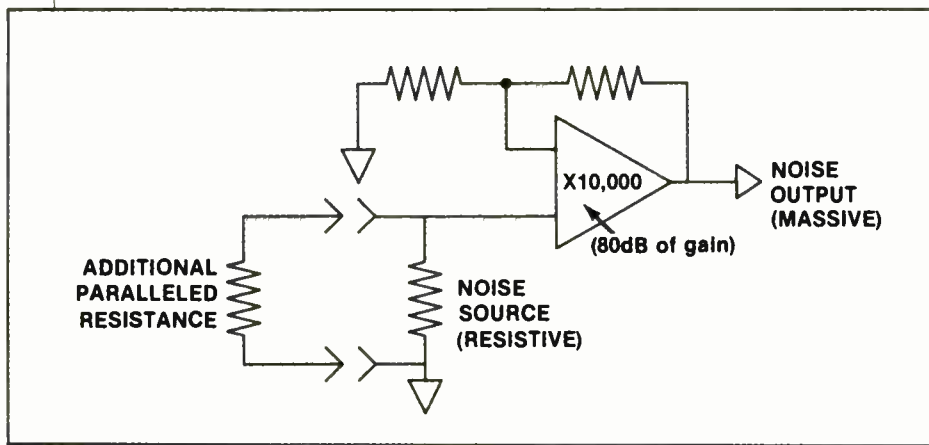 X10,000
(80dB of gain)
NOISE
OUTPUT
(MASSIVE)
ADDITIONAL
PARALLELED
RESISTANCE
NOISE
SOURCE
(RESISTIVE)